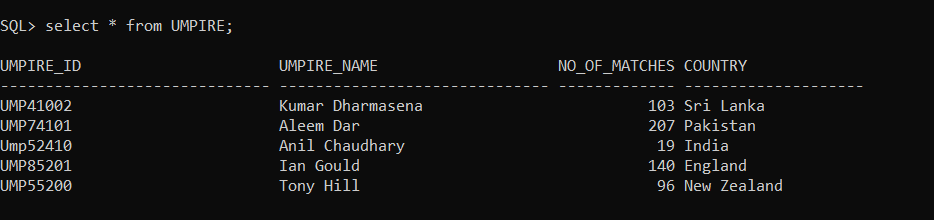 SQL> select * from UMPIRE;
UMPIRE_ID                      UMPIRE_NAME                    NO_OF_MATCHES COUNTRY
------------------------------ ------------------------------ ------------- --------------------
UMP41002                       Kumar Dharmasena                         103 Sri Lanka
UMP74101                       Aleem Dar                                207 Pakistan
Ump52410                       Anil Chaudhary                            19 India
UMP85201                       Ian Gould                                140 England
UMP55200                       Tony Hill                                 96 New Zealand